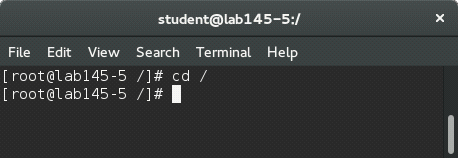 student@lab145-5:/
×
File Edit View Search Terminal Help
[root@lab145-5 /]# cd /
[root@lab145-5 /]#